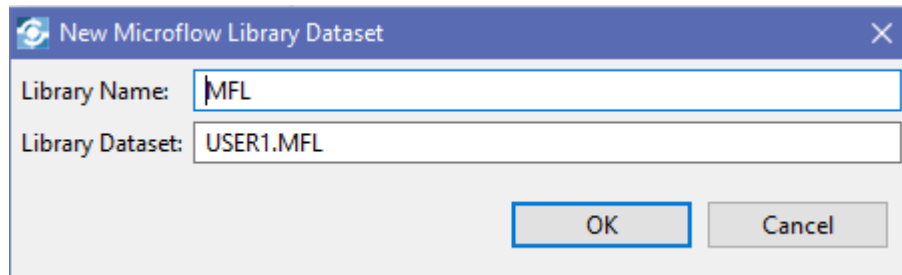 New Microflow Library Dataset
Library Name: MFL
Library Dataset: USER1.MFL
OK Cancel